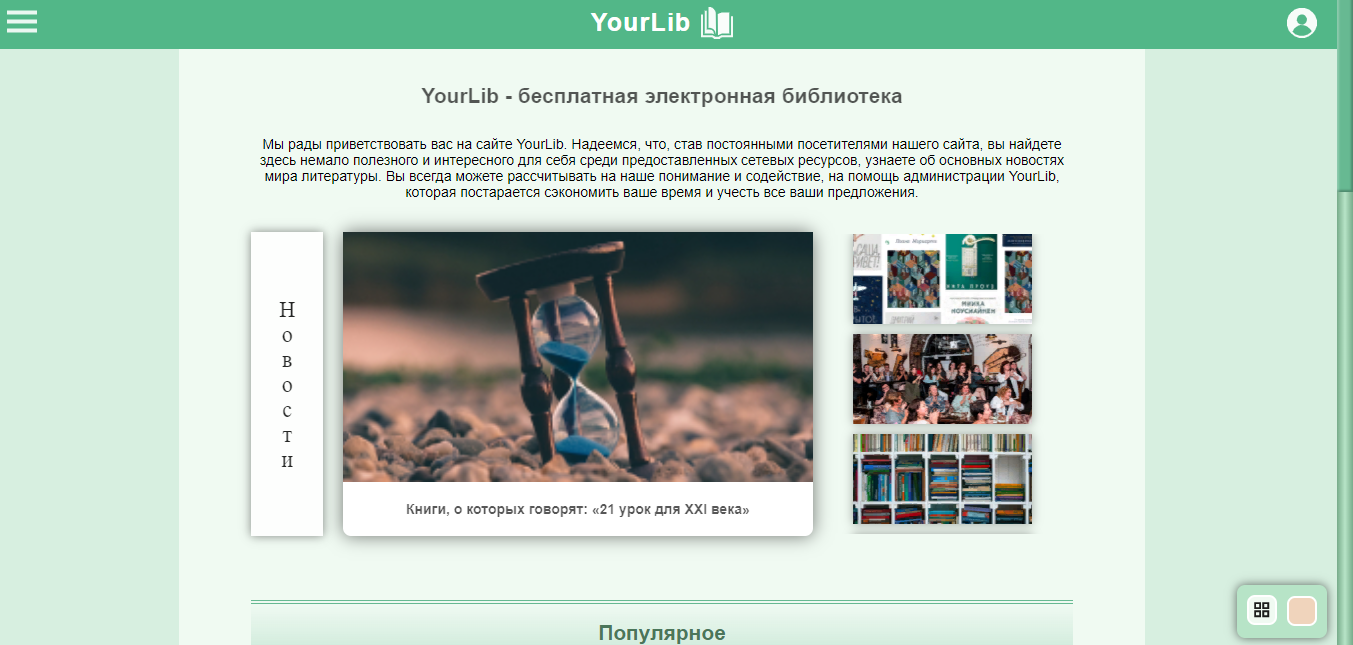 YourLib
YourLib - бесплатная электронная библиотека
Мы рады приветствовать вас на сайте YourLib. Надеемся, что, став постоянными посетителями нашего сайта, вы найдете
здесь немало полезного и интересного для себя среди предоставленных сетевых ресурсов, узнаете об основных новостях
мира литературы. Вы всегда можете рассчитывать на наше понимание и содействие, на помощь администрации YourLib,
которая постарается сэкономить ваше время и учесть все ваши предложения.
Н
о
в
о
с
т
и
Книги, о которых говорят: «21 урок для XXI века»
НИТА ПРОУЗ
МИИКА
НОУСИАЙНЕН
Популярное